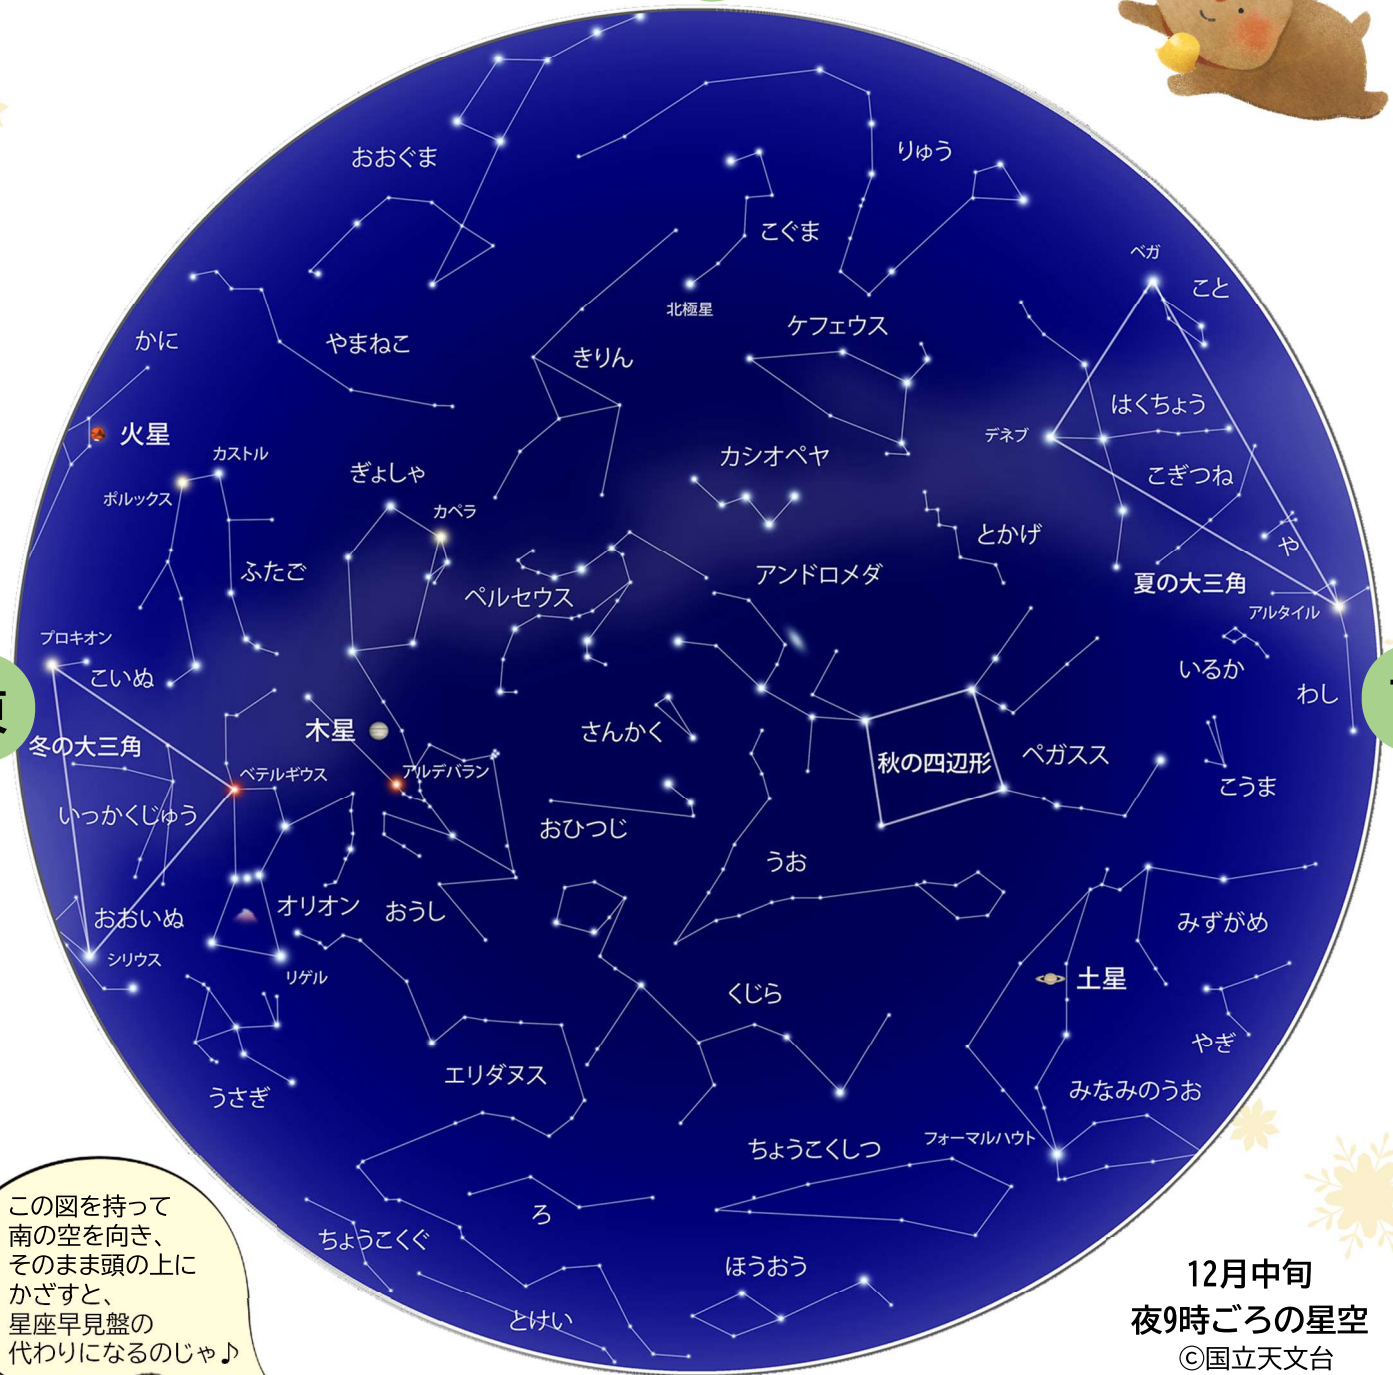 おおぐま
りゅう
こぐま
北極星
ベガ
こと
ケフェウス
かに
やまねこ
きりん
はくちょう
デネブ
火星
カストル
カシオペヤ
ぎょしゃ
こぎつね
ポルックス
カペラ
とかげ
や
ふたご
アンドロメダ
夏の大三角
ペルセウス
アルタイル
プロキオン
こいぬ
いるか
わし
東
冬の大三角
木星
さんかく
秋の四辺形
ペガスス
ベテルギウス
アルデバラン
こうま
いっかくじゅう
おひつじ
うお
おおいぬ
オリオン
おうし
みずがめ
シリウス
リゲル
くじら
土星
やぎ
エリダヌス
うさぎ
みなみのうお
ちょうこくしつ
フォーマルハウト
ろ
ちょうこくぐ
ほうおう
とけい
この図を持って
南の空を向き、
そのまま頭の上に
かざすと、
星座早見盤の
代わりになるのじゃ♪
12月中旬
夜9時ごろの星空
©国立天文台